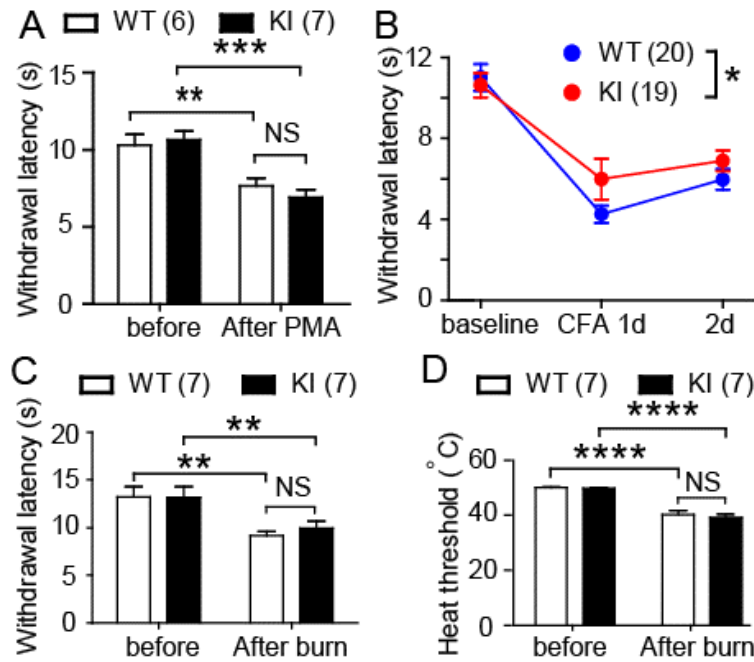 A
WT (6) KI (7)
Withdrawal latency (s)
15
10
5
0
***
**
NS
before After PMA
B
WT (20)
KI (19)
*
Withdrawal latency (s)
12
8
4
0
baseline CFA 1d 2d
C
WT (7) KI (7)
Withdrawal latency (s)
20
15
10
5
0
**
**
NS
before After burn
D
WT (7) KI (7)
Heat threshold (°C)
60
40
20
0
****
****
NS
before After burn